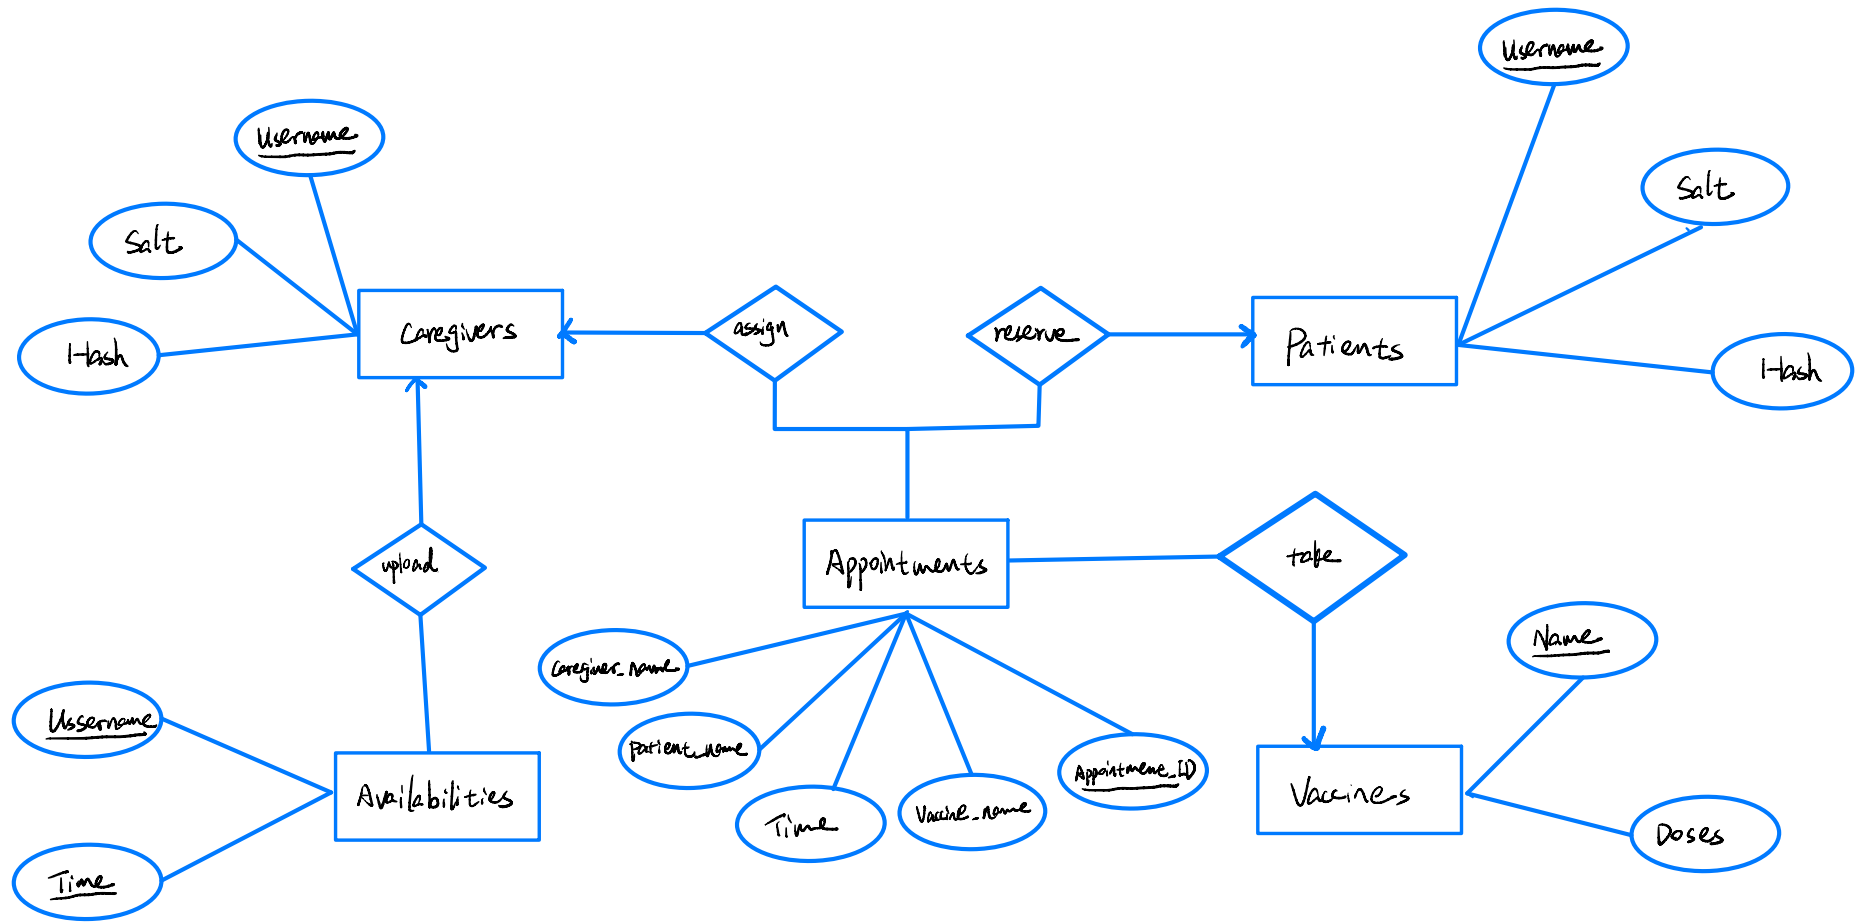 Username
Username
Salt
Salt
Hash
Caregivers
assign
reserve
Patients
Hash
upload
Appointments
take
Caregiver_name
Name
Ussername
Patient_name
Appointment_ID
Availabilities
Time
Vaccine_name
Vaccines
Doses
Time